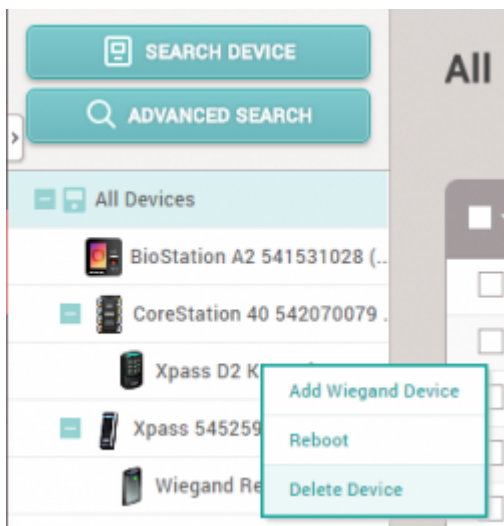 SEARCH DEVICE
ADVANCED SEARCH
All
All Devices
BioStation A2 541531028 (..
CoreStation 40 542070079 .
Xpass D2 K
Add Wiegand Device
Xpass 545259
Reboot
Wiegand Re
Delete Device